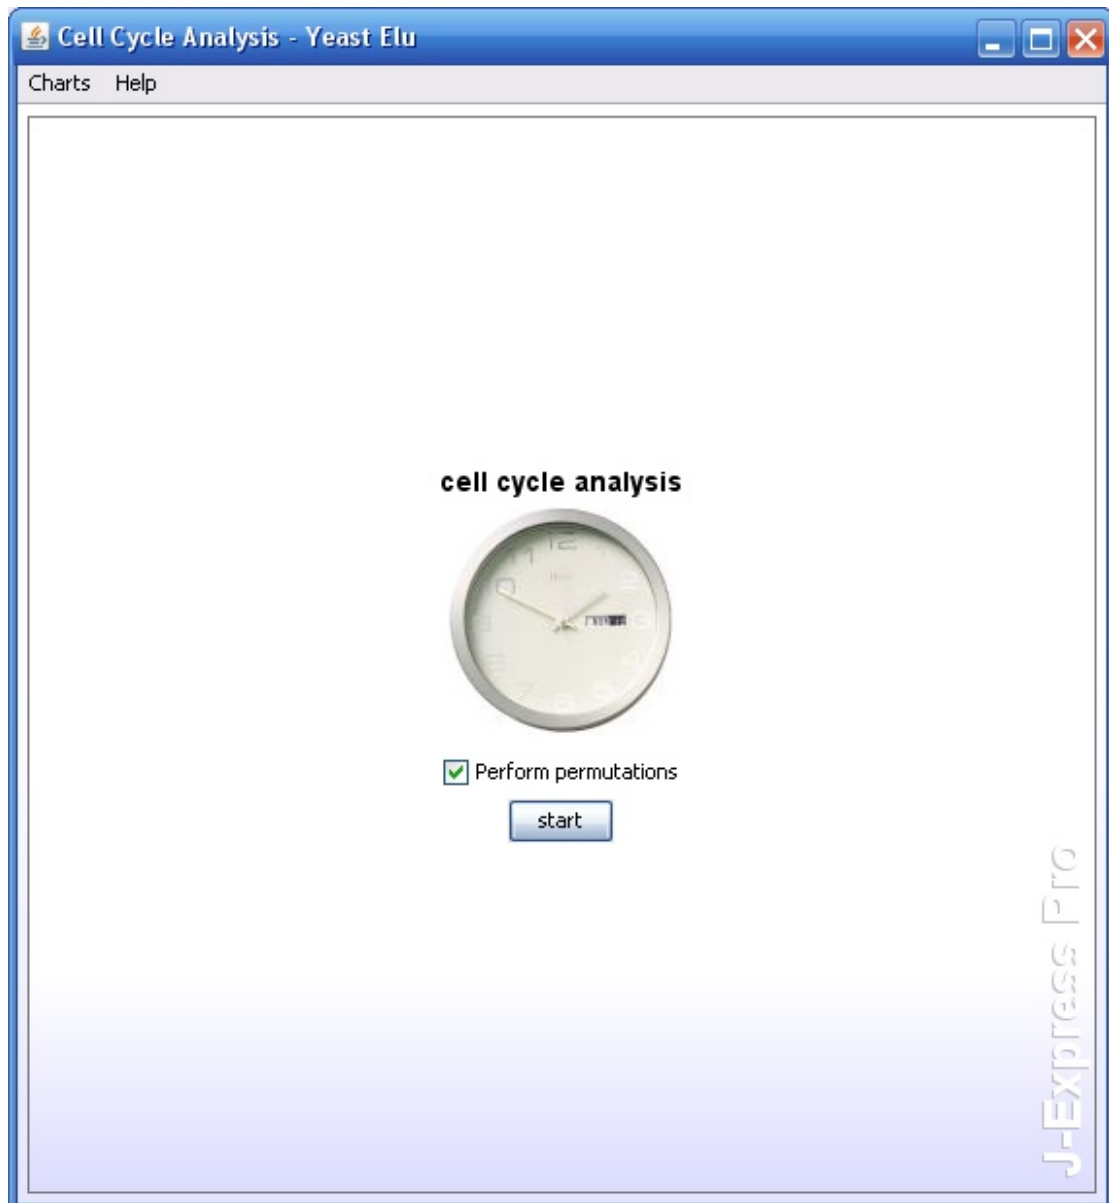 Cell Cycle Analysis - Yeast Elu
Charts Help
cell cycle analysis
Perform permutations
start
J-Express Pro